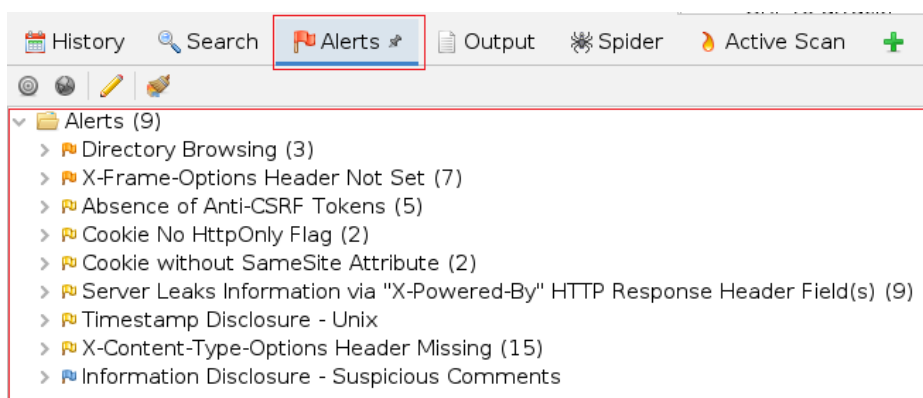 History Search Alerts Output Spider Active Scan
Alerts (9)
Directory Browsing (3)
X-Frame-Options Header Not Set (7)
Absence of Anti-CSRF Tokens (5)
Cookie No HttpOnly Flag (2)
Cookie without SameSite Attribute (2)
Server Leaks Information via "X-Powered-By" HTTP Response Header Field(s) (9)
Timestamp Disclosure - Unix
X-Content-Type-Options Header Missing (15)
Information Disclosure - Suspicious Comments